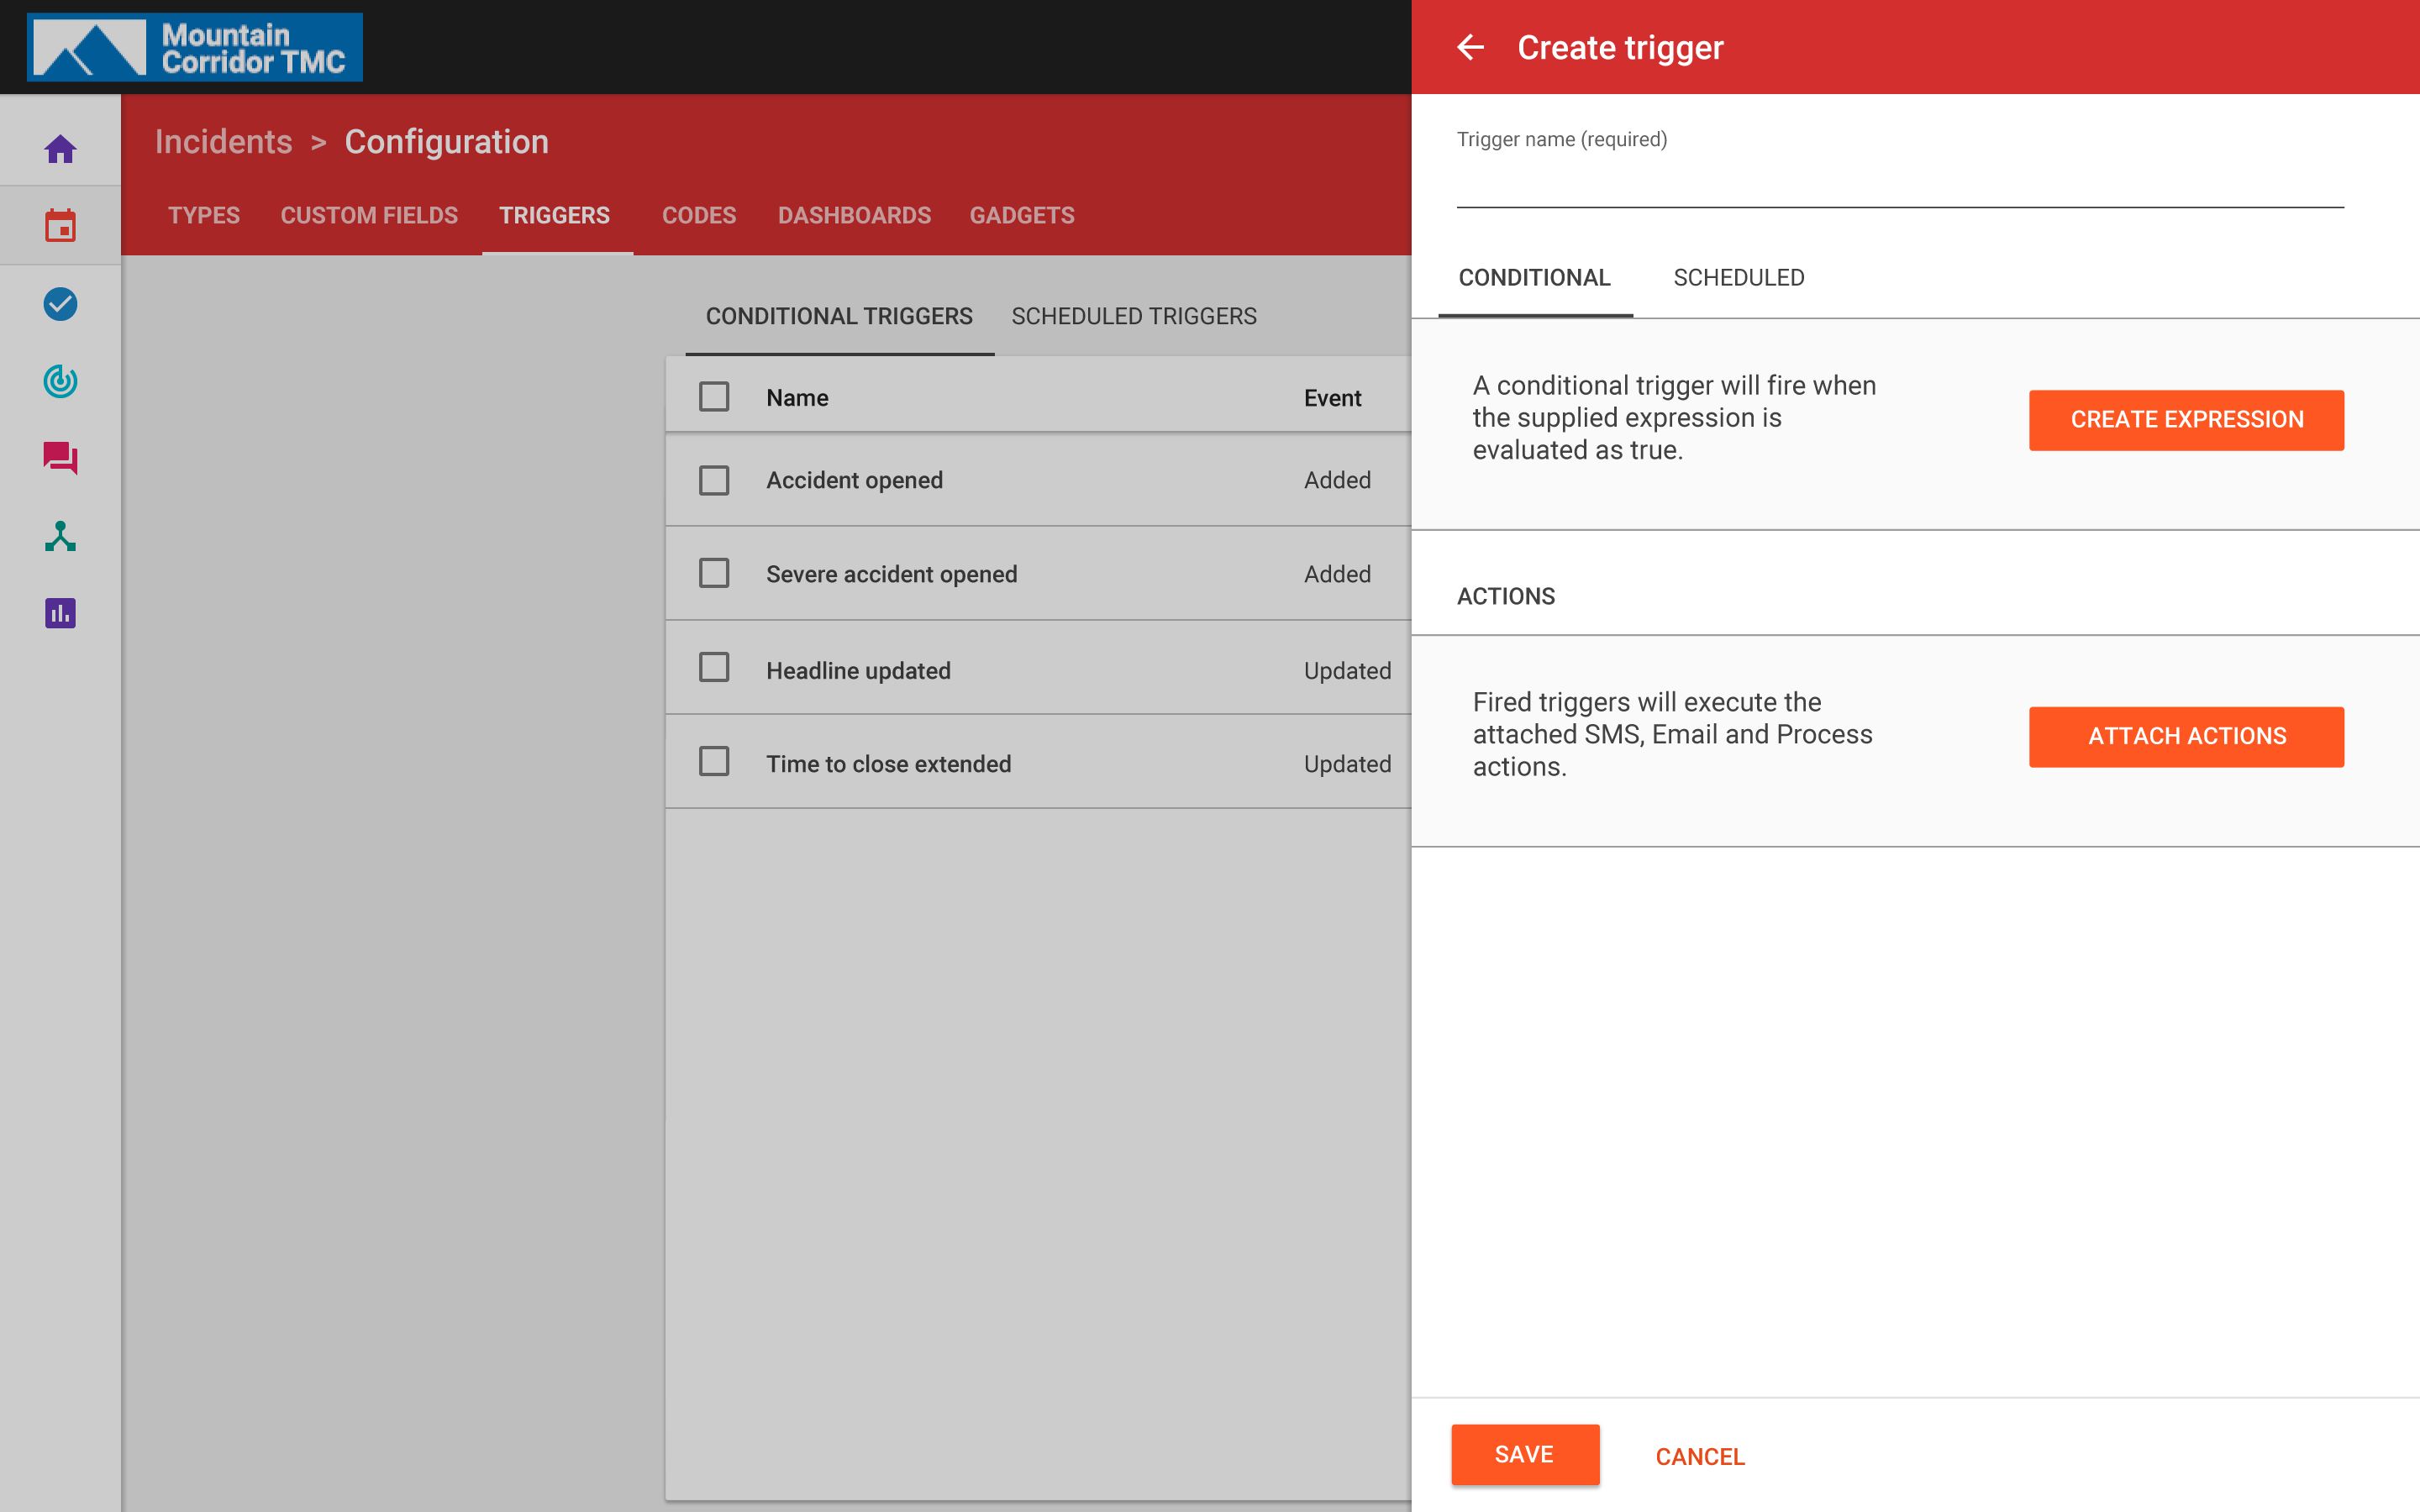 Mountain
Corridor TMC
Create trigger
Incidents > Configuration
TYPES CUSTOM FIELDS TRIGGERS CODES DASHBOARDS GADGETS
Trigger name (required)
CONDITIONAL SCHEDULED
CONDITIONAL TRIGGERS SCHEDULED TRIGGERS
Name Event
Accident opened Added
Severe accident opened Added
Headline updated Updated
Time to close extended Updated
A conditional trigger will fire when
the supplied expression is
evaluated as true.
CREATE EXPRESSION
ACTIONS
Fired triggers will execute the
attached SMS, Email and Process
actions.
ATTACH ACTIONS
SAVE CANCEL